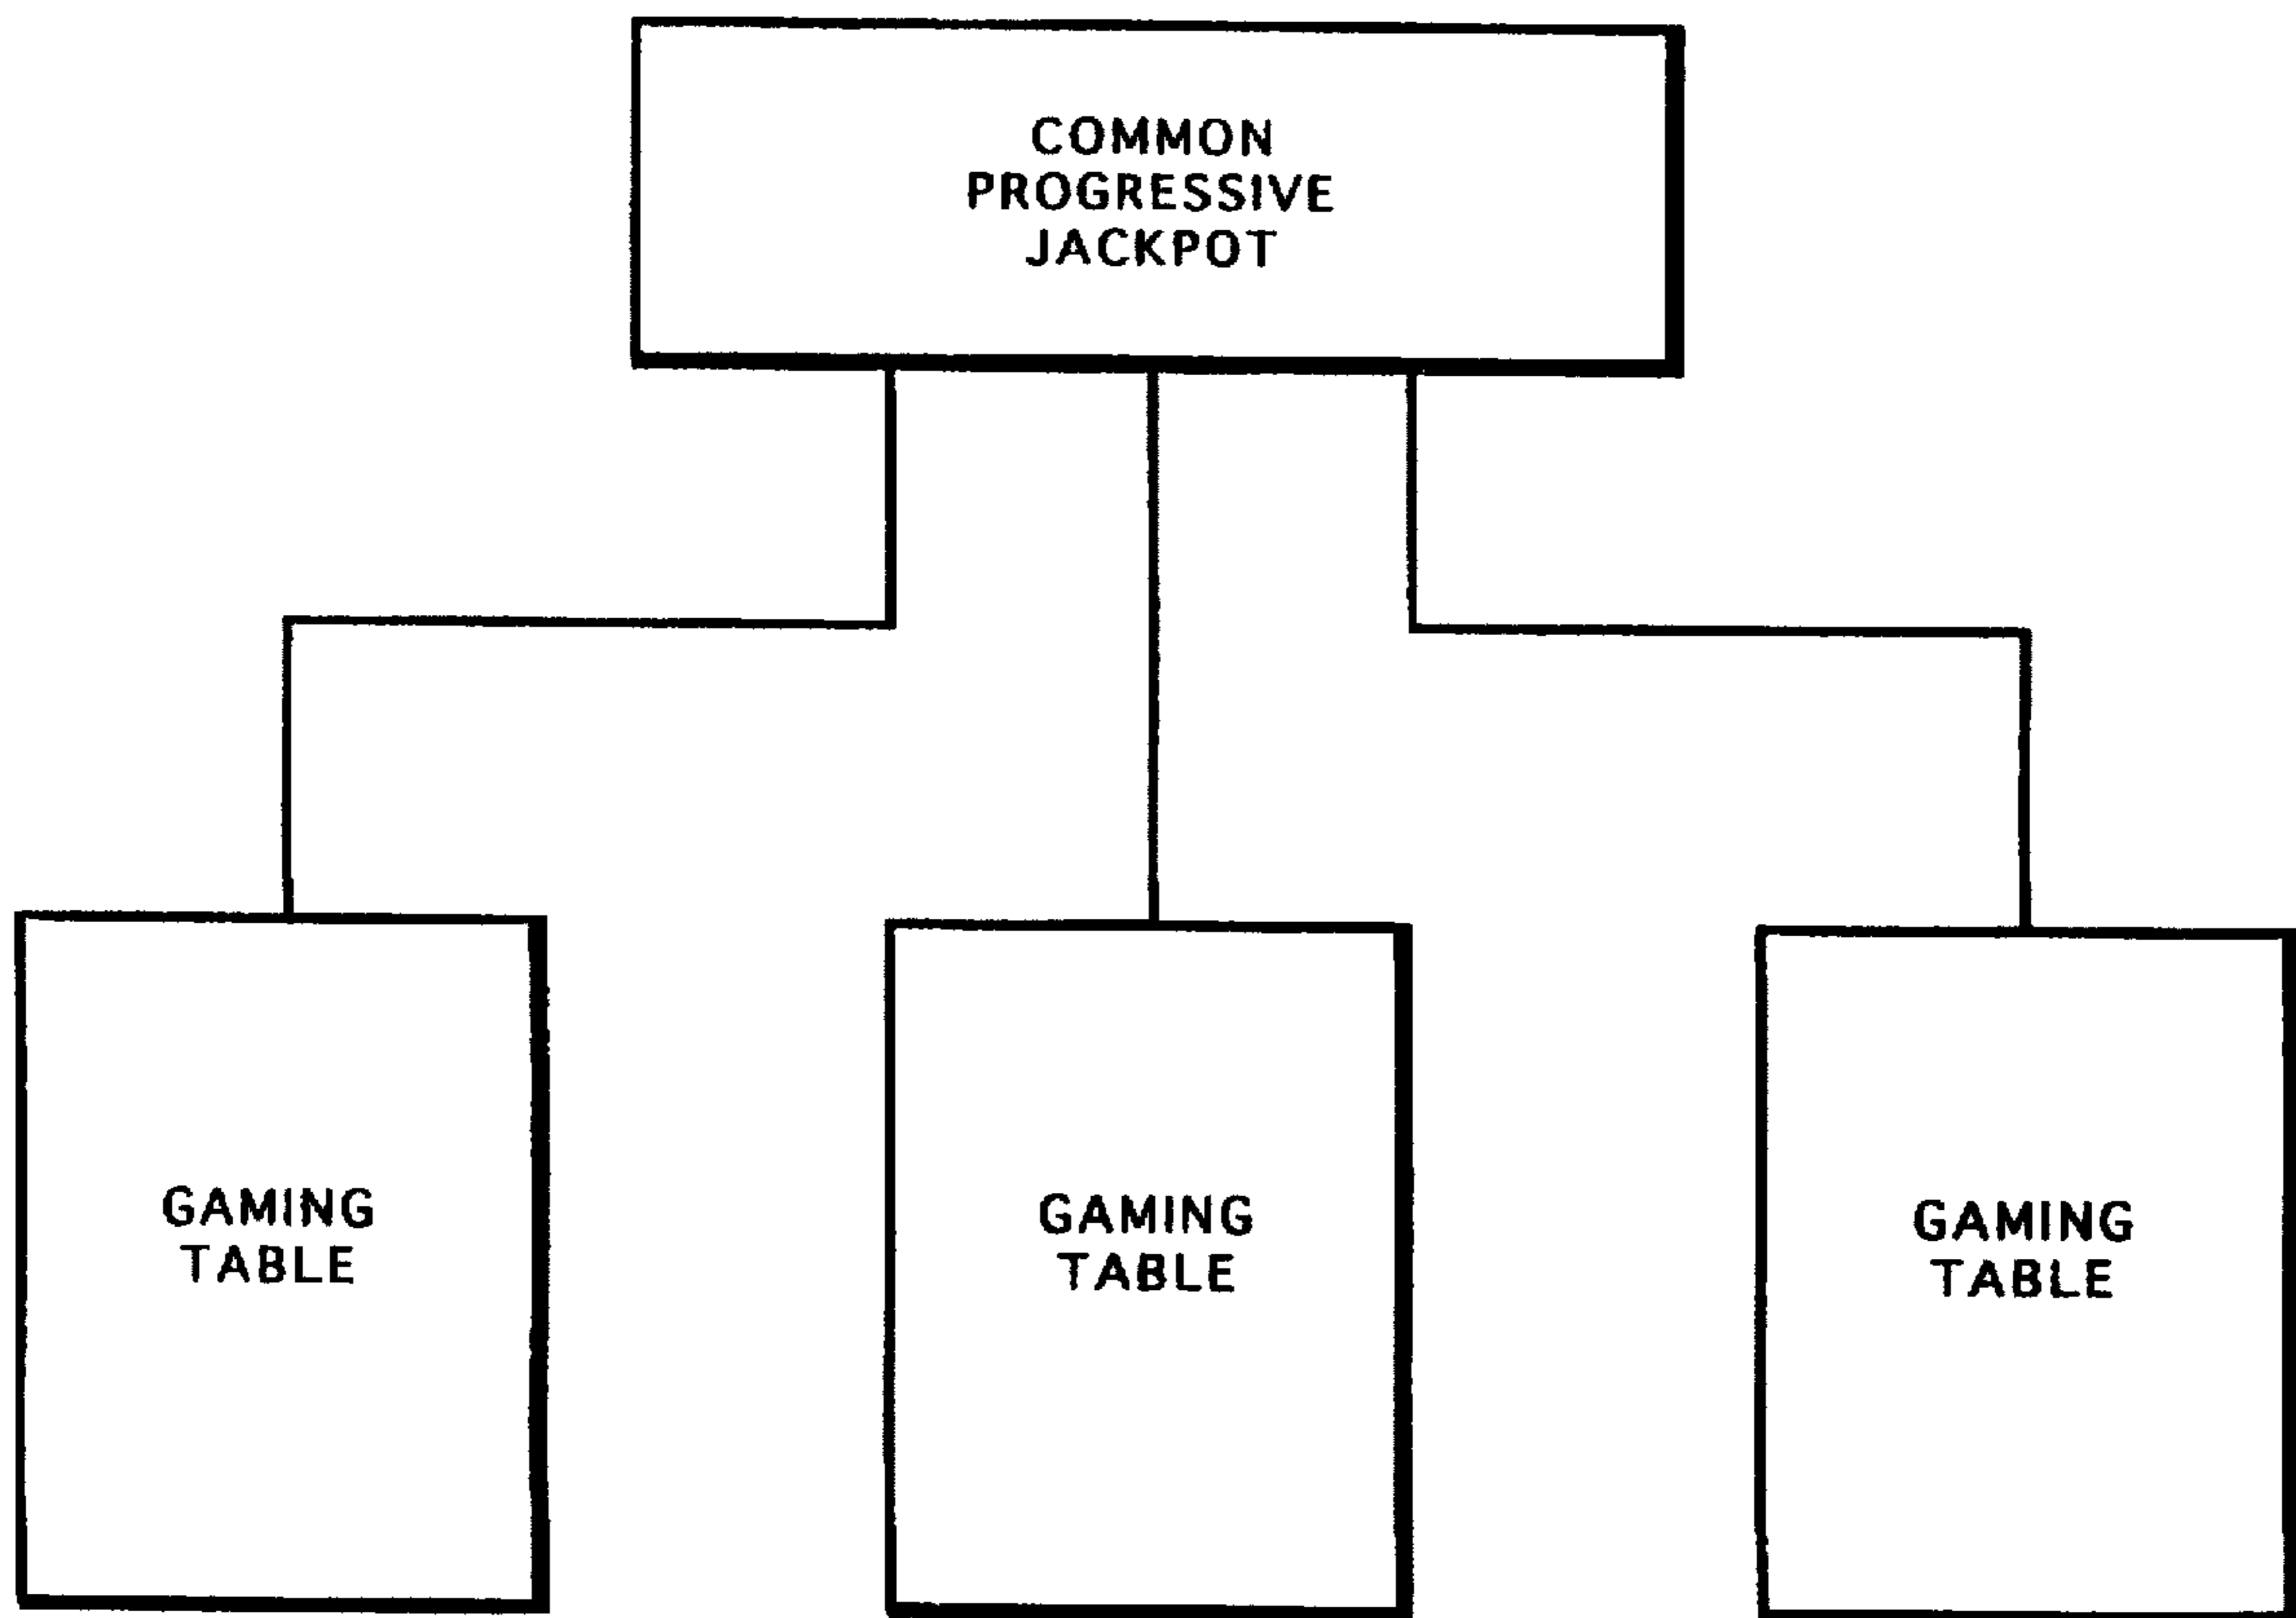 COMMON
PROGRESSIVE
JACKPOT
GAMING
TABLE
GAMING
TABLE
GAMING
TABLE